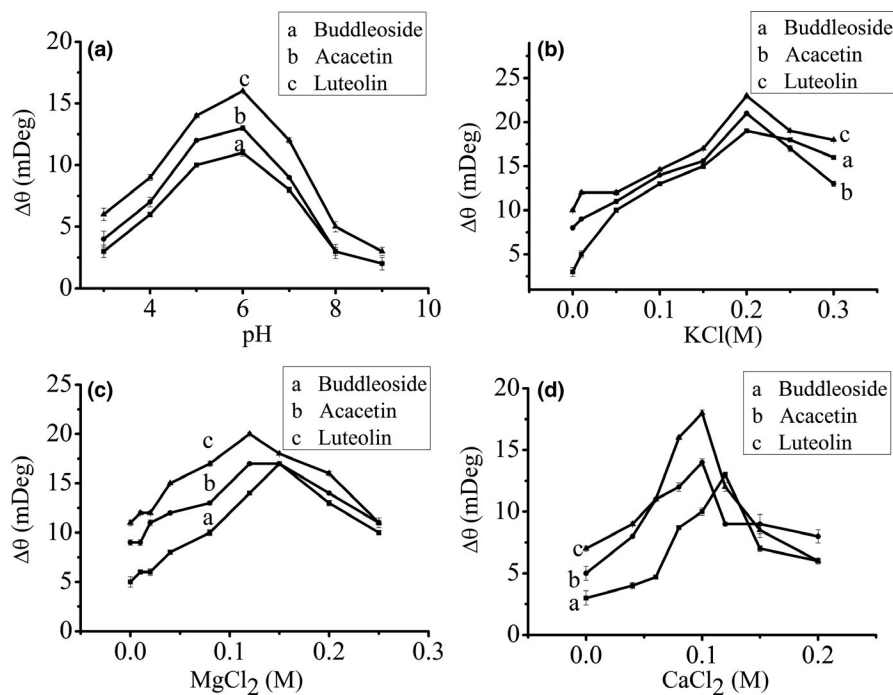 (a)
a Buddleoside
b Acacetin
c Luteolin
20
15
10
5
0
Δθ (mDeg)
c
b
a
4
6
8
10
pH
(b)
a Buddleoside
b Acacetin
c Luteolin
25
20
15
10
5
Δθ (mDeg)
c
a
b
0.0
0.1
0.2
0.3
KCl(M)
(c)
a Buddleoside
b Acacetin
c Luteolin
25
20
15
10
5
0
Δθ (mDeg)
c
b
a
0.0
0.1
0.2
0.3
MgCl2 (M)
(d)
a Buddleoside
b Acacetin
c Luteolin
20
15
10
5
0
Δθ (mDeg)
c
b
a
0.0
0.1
0.2
CaCl2 (M)